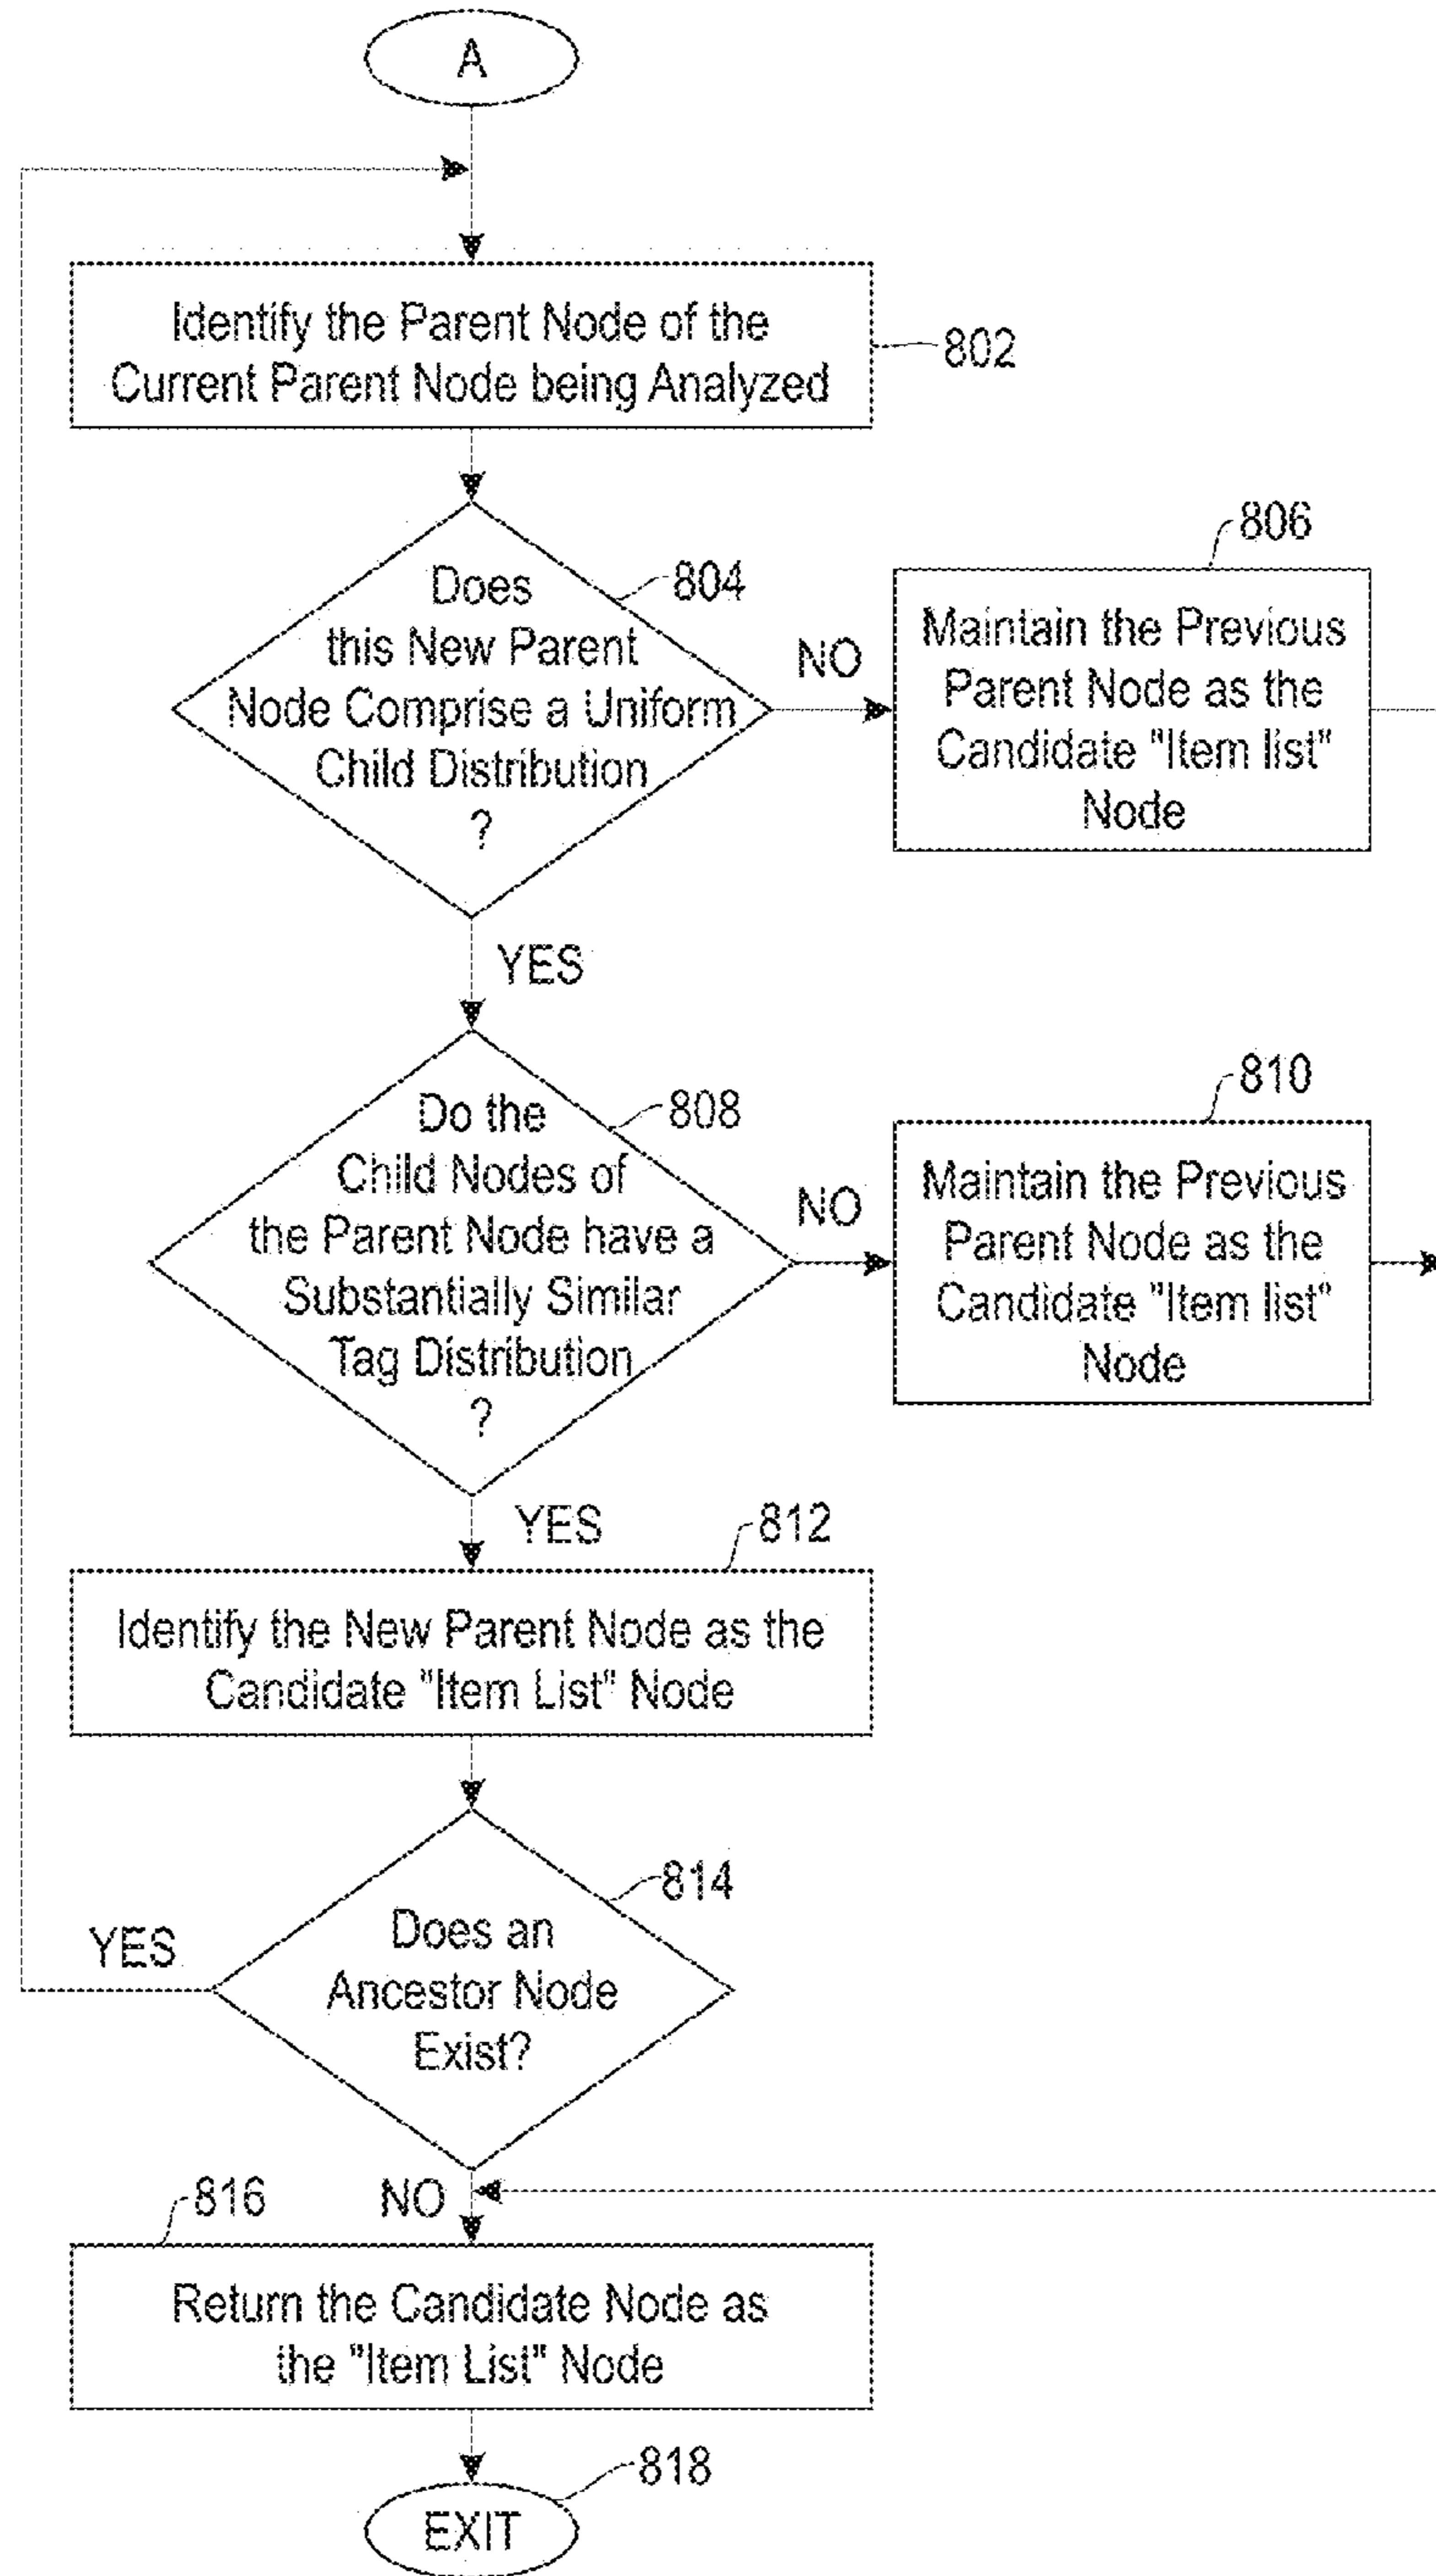 A
Identify the Parent Node of the
Current Parent Node being Analyzed
802
Does
this New Parent
Node Comprise a Uniform
Child Distribution
?
804
NO
806
Maintain the Previous
Parent Node as the
Candidate "Item list"
Node
YES
Do the
Child Nodes of
the Parent Node have a
Substantially Similar
Tag Distribution
?
808
NO
810
Maintain the Previous
Parent Node as the
Candidate "Item list"
Node
YES
812
Identify the New Parent Node as the
Candidate "Item List" Node
814
Does an
Ancestor Node
Exist?
YES
NO
816
Return the Candidate Node as
the "Item List" Node
818
EXIT